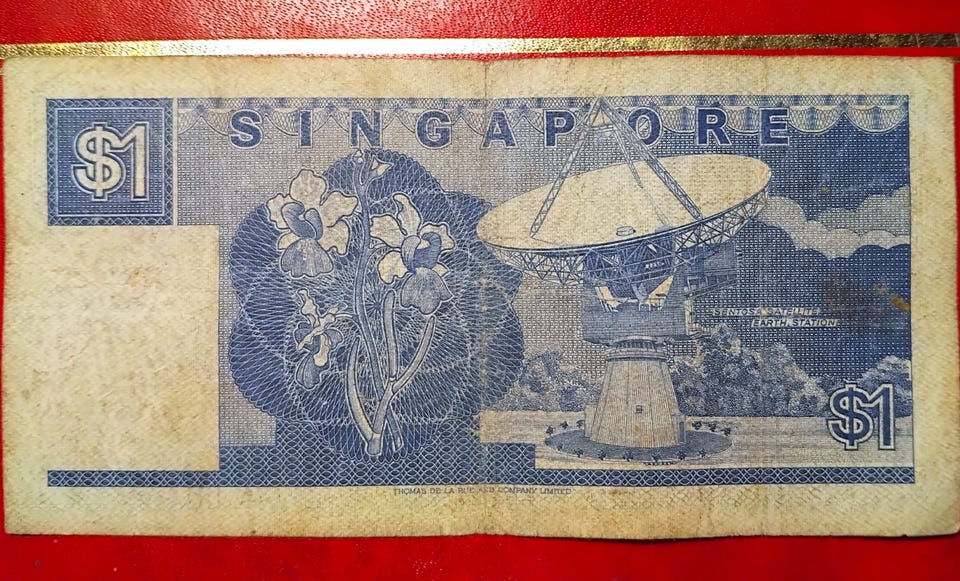 $1
SINGAPORE
SENTOSA SATELLITE
EARTH STATION
$1
THOMAS DE LA RUE AND COMPANY LIMITED